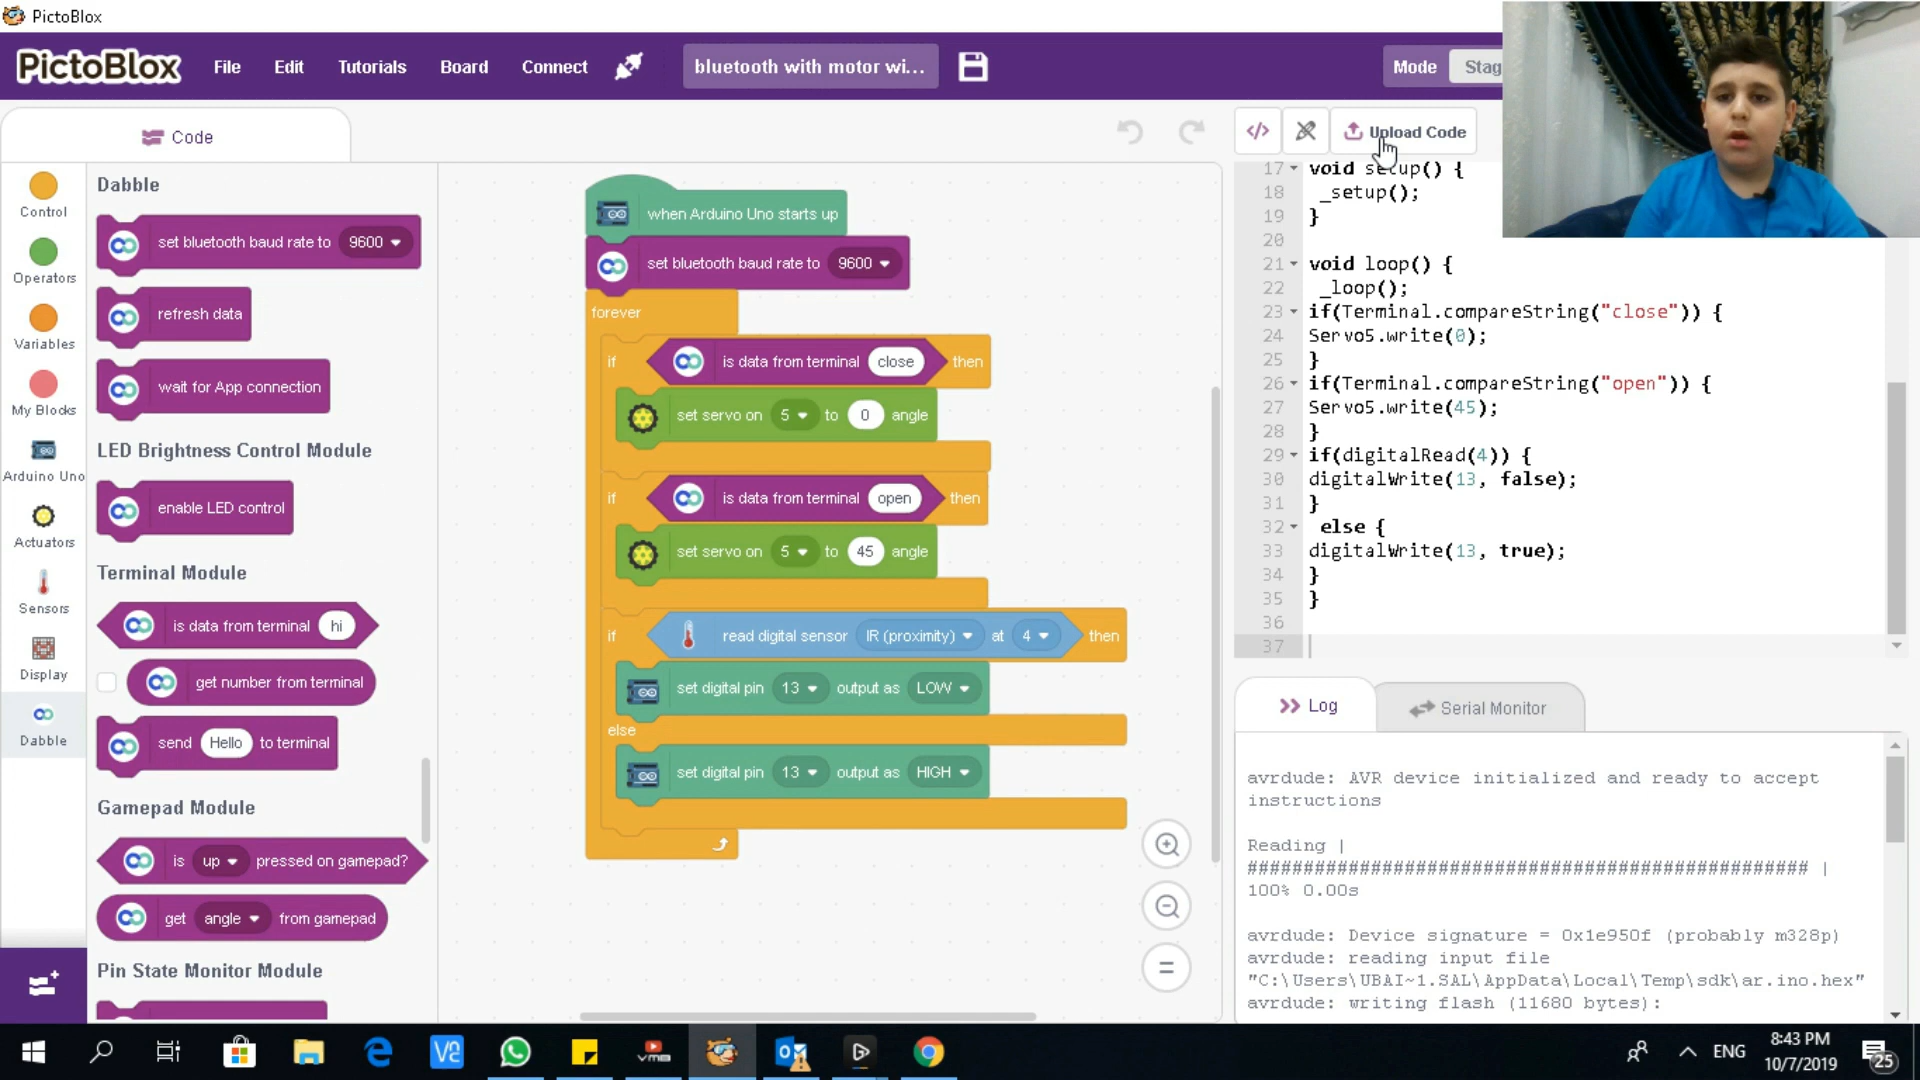 PictoBlox
PictoBlox File Edit Tutorials Board Connect bluetooth with motor wi... Mode Stag
Code
Upload Code
Control
Operators
Variables
My Blocks
Arduino Uno
Actuators
Sensors
Display
Dabble
Dabble
set bluetooth baud rate to 9600
refresh data
wait for App connection
LED Brightness Control Module
enable LED control
Terminal Module
is data from terminal hi
get number from terminal
send Hello to terminal
Gamepad Module
is up pressed on gamepad?
get angle from gamepad
Pin State Monitor Module
when Arduino Uno starts up
set bluetooth baud rate to 9600
forever
if is data from terminal close then
set servo on 5 to 0 angle
if is data from terminal open then
set servo on 5 to 45 angle
if read digital sensor IR (proximity) at 4 then
set digital pin 13 output as LOW
else
set digital pin 13 output as HIGH
17 void setup() {
18 _setup();
19 }
20
21 void loop() {
22 _loop();
23 if(Terminal.compareString("close")) {
24 Servo5.write(0);
25 }
26 if(Terminal.compareString("open")) {
27 Servo5.write(45);
28 }
29 if(digitalRead(4)) {
30 digitalWrite(13, false);
31 }
32 else {
33 digitalWrite(13, true);
34 }
35 }
36
37
Log Serial Monitor
avrdude: AVR device initialized and ready to accept
instructions
Reading |
################################################## |
100% 0.00s
avrdude: Device signature = 0x1e950f (probably m328p)
avrdude: reading input file
"C:\Users\UBAI~1.SAL\AppData\Local\Temp\sdk\ar.ino.hex"
avrdude: writing flash (11680 bytes):
ENG
8:43 PM
10/7/2019
25